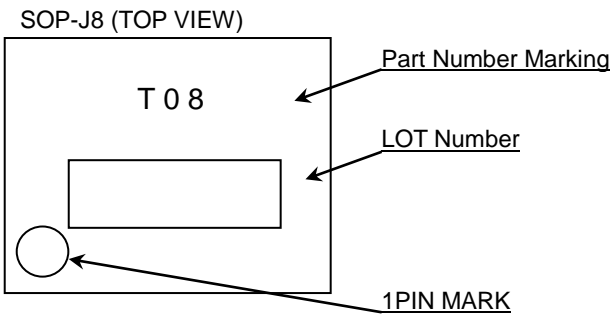 SOP-J8 (TOP VIEW)
Part Number Marking
T 0 8
LOT Number
1PIN MARK